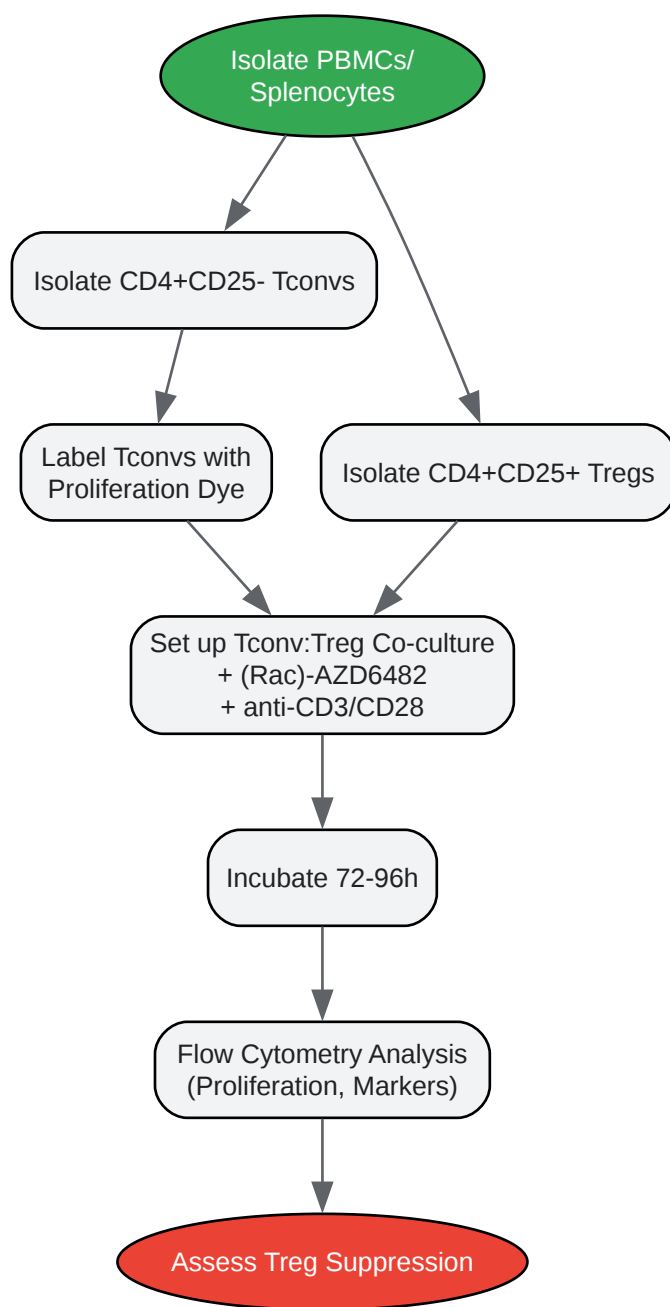 Isolate PBMCs/
Splenocytes
Isolate CD4+CD25- Tconvs
Label Tconvs with
Proliferation Dye
Isolate CD4+CD25+ Tregs
Set up Tconv:Treg Co-culture
+ (Rac)-AZD6482
+ anti-CD3/CD28
Incubate 72-96h
Flow Cytometry Analysis
(Proliferation, Markers)
Assess Treg Suppression